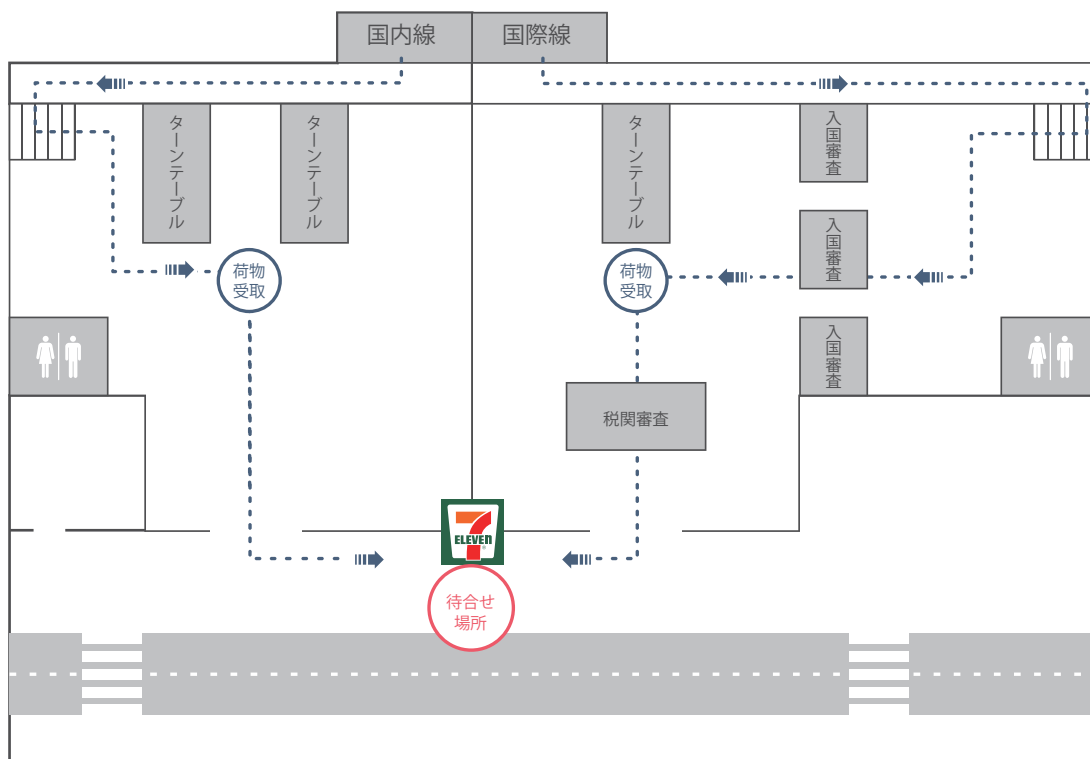 国内線
国際線
ターンテーブル
ターンテーブル
ターンテーブル
入国審査
入国審査
入国審査
荷物
受取
荷物
受取
税関審査
7
ELEVEN
®
待合せ
場所